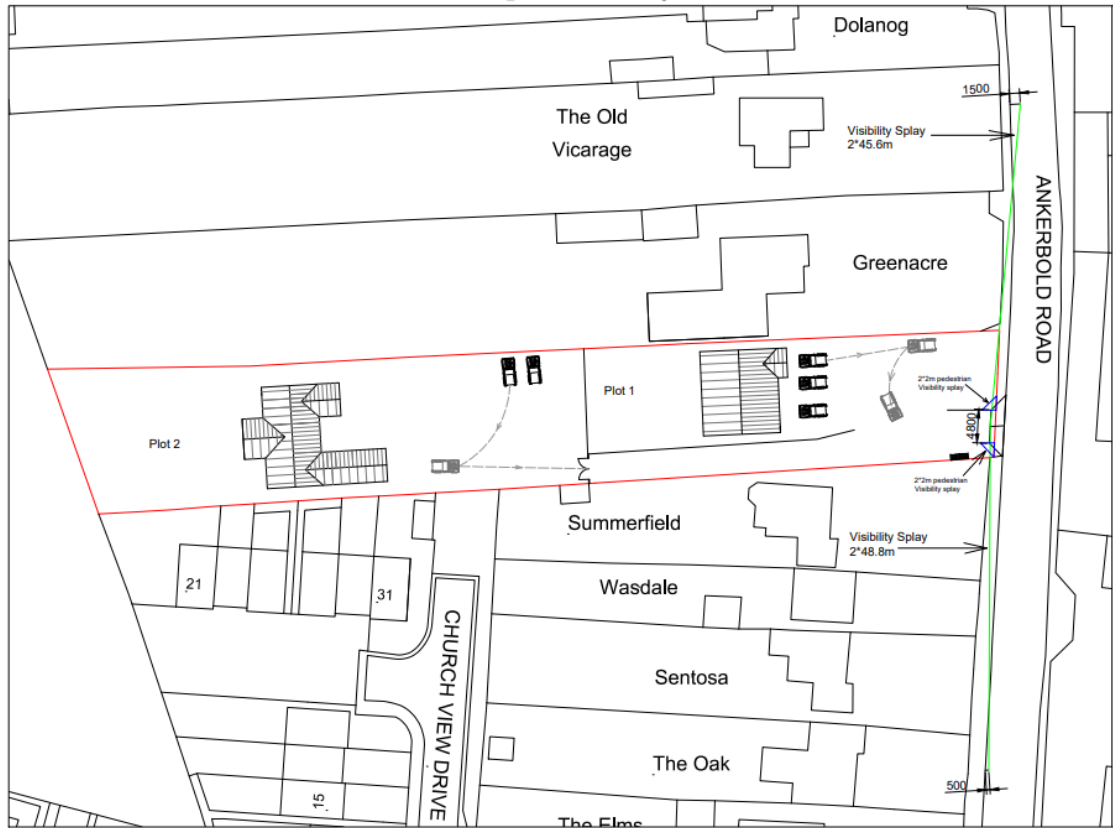 Dolanog
1500
The Old
Vicarage
Visibility Splay
2*45.6m
ANKERBOLD ROAD
Greenacre
Plot 1
2*2m pedestrian
Visibility splay
4800
Plot 2
2*2m pedestrian
Visibility splay
Summerfield
Visibility Splay
2*48.8m
21
31
Wasdale
CHURCH VIEW DRIVE
Sentosa
The Oak
500
15
The Elms